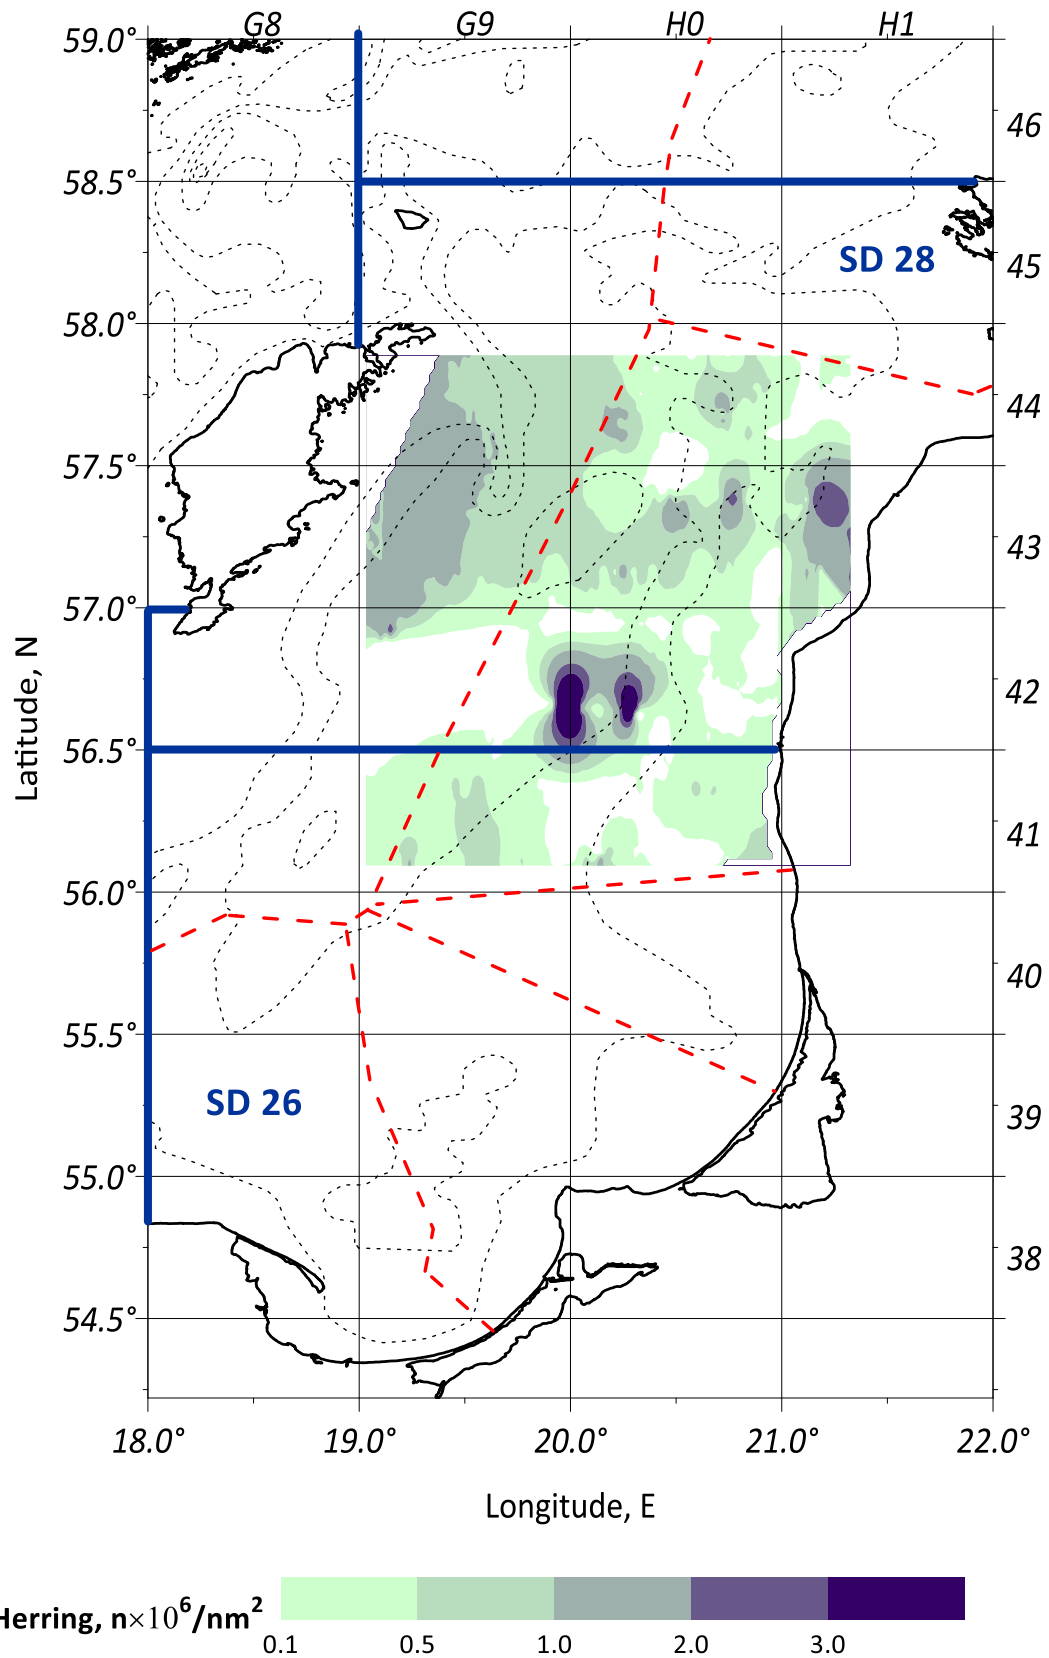 G8 G9 H0 H1
59.0°
46
58.5°
SD 28
45
58.0°
44
57.5°
43
57.0°
42
56.5°
41
56.0°
40
55.5°
SD 26
39
55.0°
38
54.5°
Latitude, N
18.0° 19.0° 20.0° 21.0° 22.0°
Longitude, E
Herring, n×10⁶/nm²
0.1 0.5 1.0 2.0 3.0